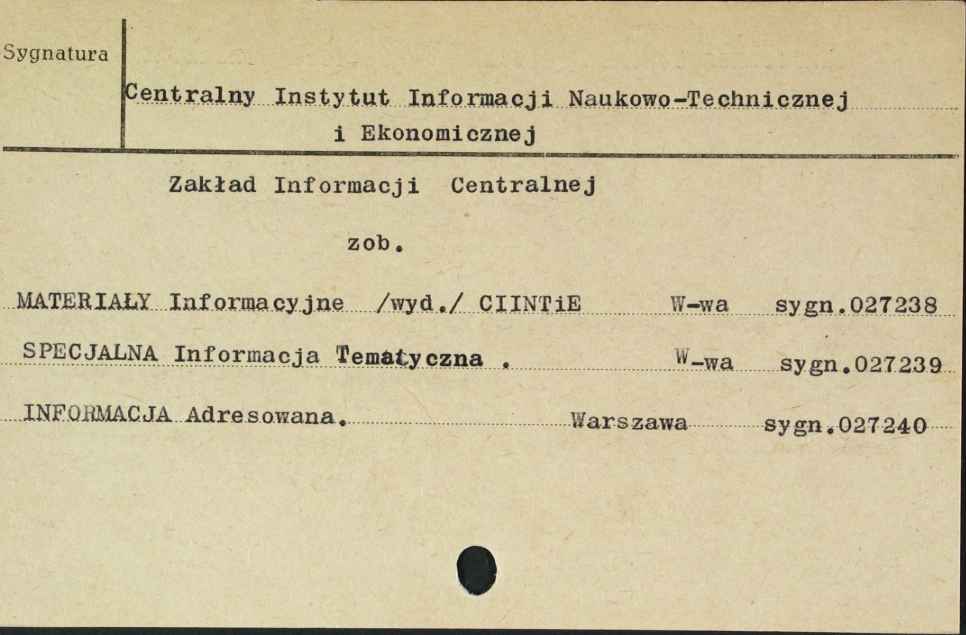 Sygnatura
Centralny Instytut Informacji Naukowo-Technicznej
i Ekonomicznej
Zakład Informacji Centralnej
zob.
MATERIAŁY Informacyjne /wyd./ CIINTiE W-wa sygn.027238
SPECJALNA Informacja Tematyczna . W-wa sygn.027239
INFORMACJA Adresowana. Warszawa sygn.027240